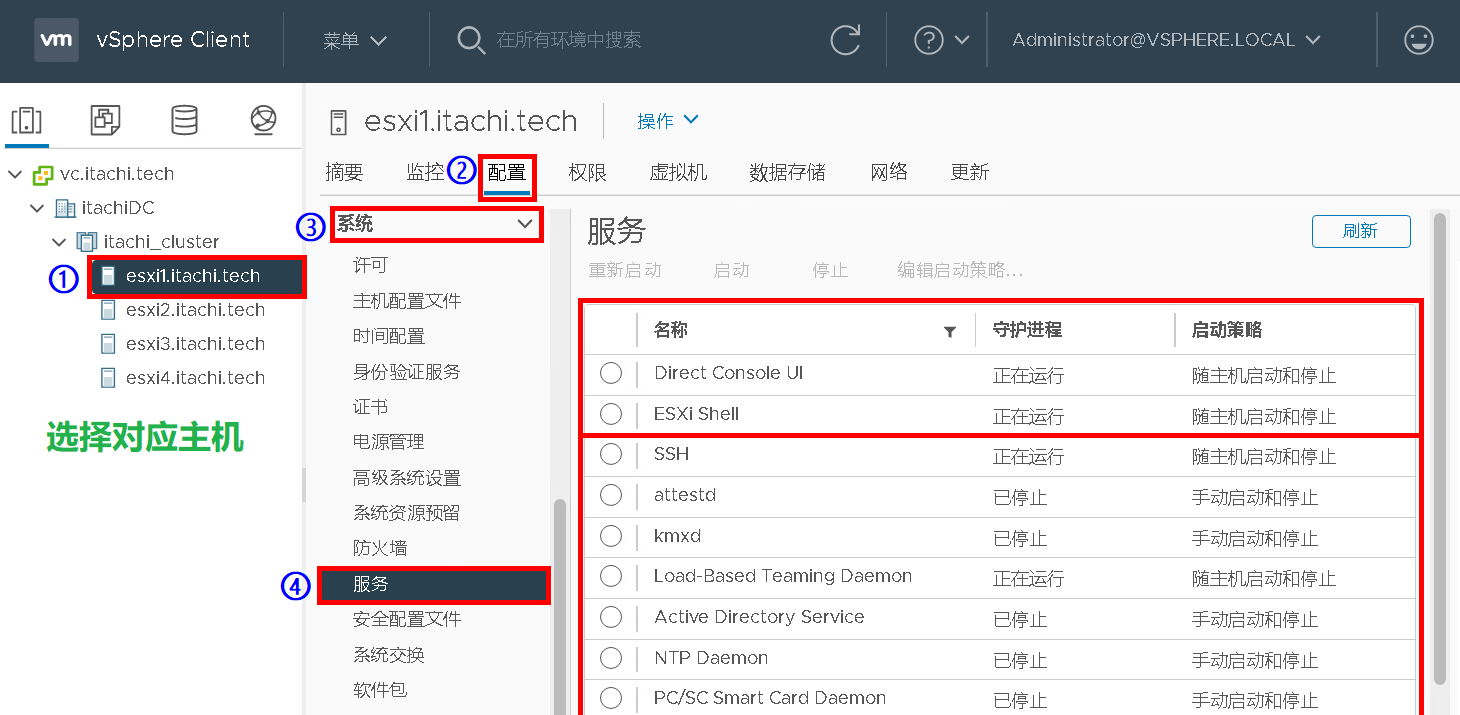 vm vSphere Client 菜单 在所有环境中搜索 ? Administrator@VSPHERE.LOCAL
esxi1.itachi.tech 操作
摘要 监控 ② 配置 权限 虚拟机 数据存储 网络 更新
vc.itachi.tech
itachiDC
itachi_cluster
① esxi1.itachi.tech
esxi2.itachi.tech
esxi3.itachi.tech
esxi4.itachi.tech
选择对应主机
③ 系统
许可
主机配置文件
时间配置
身份验证服务
证书
电源管理
高级系统设置
系统资源预留
防火墙
④ 服务
安全配置文件
系统交换
软件包
服务 刷新
重新启动 启动 停止 编辑启动策略...
名称 守护进程 启动策略
Direct Console UI 正在运行 随主机启动和停止
ESXi Shell 正在运行 随主机启动和停止
SSH 正在运行 随主机启动和停止
attestd 已停止 手动启动和停止
kmxd 已停止 手动启动和停止
Load-Based Teaming Daemon 正在运行 随主机启动和停止
Active Directory Service 已停止 手动启动和停止
NTP Daemon 已停止 手动启动和停止
PC/SC Smart Card Daemon 已停止 手动启动和停止